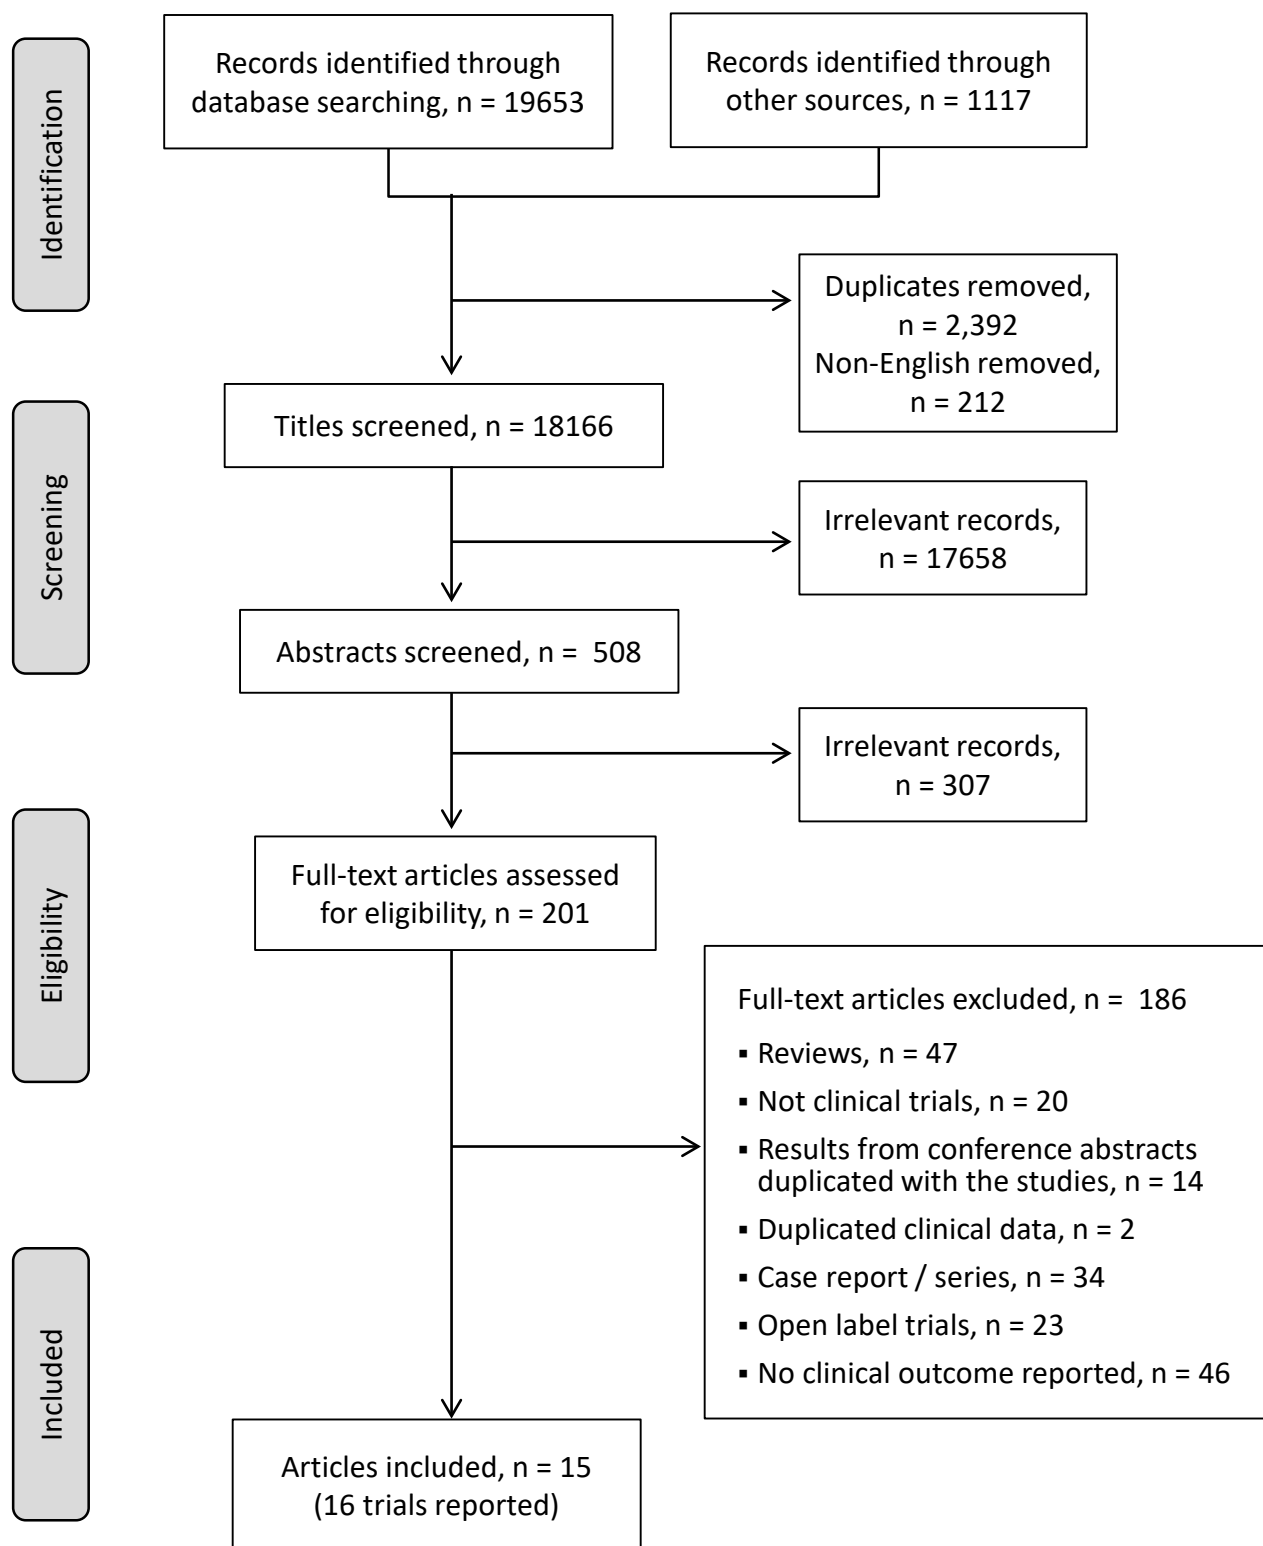 Identification
Records identified through
database searching, n = 19653
Records identified through
other sources, n = 1117
Duplicates removed,
n = 2,392
Non-English removed,
n = 212
Screening
Titles screened, n = 18166
Irrelevant records,
n = 17658
Abstracts screened, n =  508
Irrelevant records,
n = 307
Eligibility
Full-text articles assessed
for eligibility, n = 201
Full-text articles excluded, n =  186
▪ Reviews, n = 47
▪ Not clinical trials, n = 20
▪ Results from conference abstracts
duplicated with the studies, n = 14
▪ Duplicated clinical data, n = 2
▪ Case report / series, n = 34
▪ Open label trials, n = 23
▪ No clinical outcome reported, n = 46
Included
Articles included, n = 15
(16 trials reported)